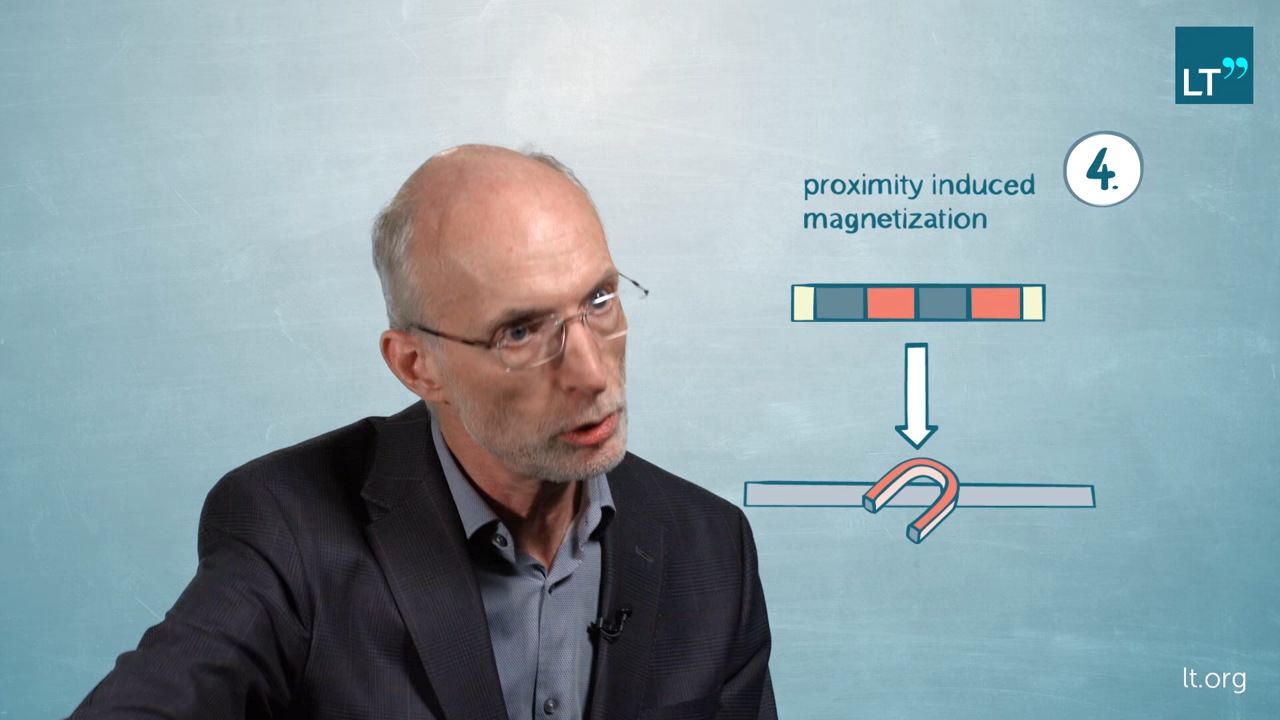 LT”
4.
proximity induced
magnetization
lt.org